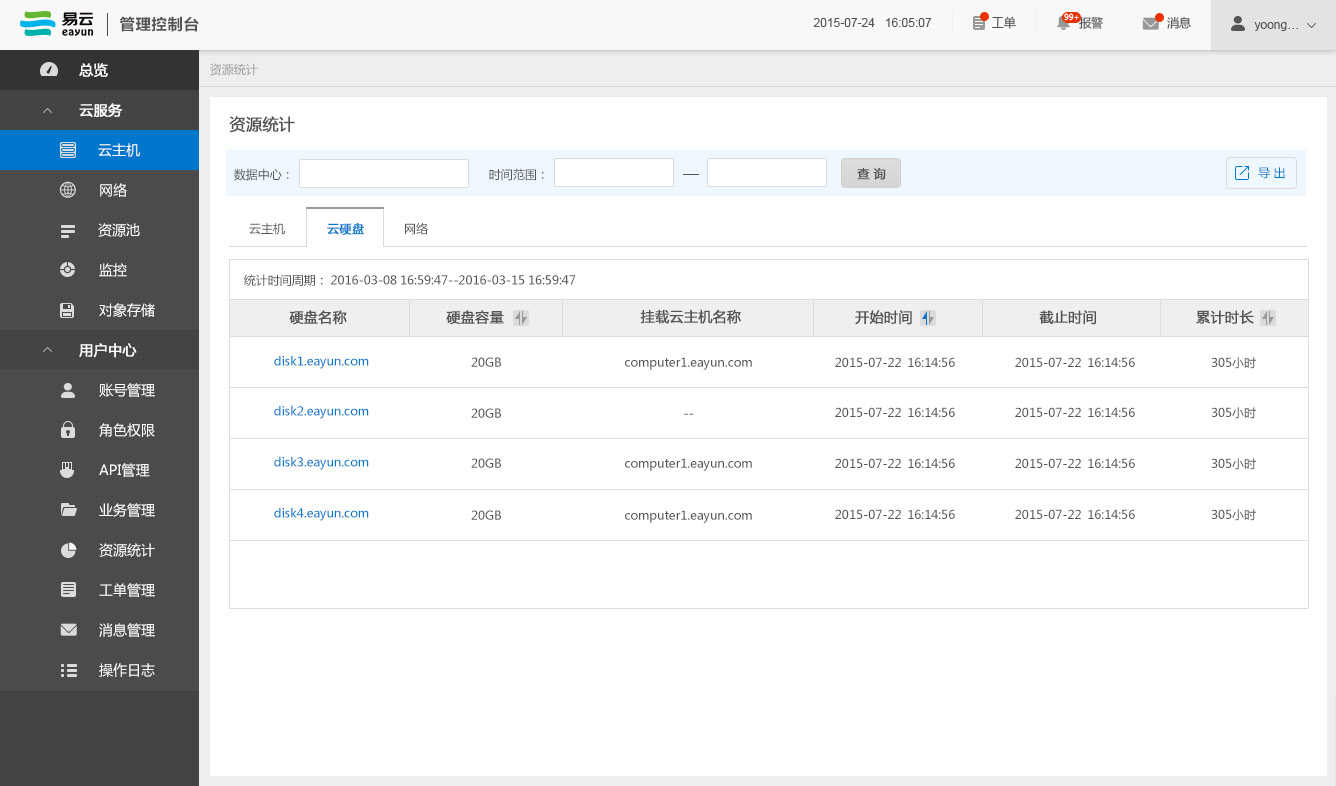 易云 eayun 管理控制台 2015-07-24 16:05:07 工单 99+ 报警 消息 yoong...
总览
云服务
云主机
网络
资源池
监控
对象存储
用户中心
账号管理
角色权限
API管理
业务管理
资源统计
工单管理
消息管理
操作日志
资源统计
资源统计
数据中心： 时间范围： — 查 询 导 出
云主机 云硬盘 网络
统计时间周期： 2016-03-08 16:59:47--2016-03-15 16:59:47
硬盘名称 硬盘容量 挂载云主机名称 开始时间 截止时间 累计时长
disk1.eayun.com 20GB computer1.eayun.com 2015-07-22 16:14:56 2015-07-22 16:14:56 305小时
disk2.eayun.com 20GB -- 2015-07-22 16:14:56 2015-07-22 16:14:56 305小时
disk3.eayun.com 20GB computer1.eayun.com 2015-07-22 16:14:56 2015-07-22 16:14:56 305小时
disk4.eayun.com 20GB computer1.eayun.com 2015-07-22 16:14:56 2015-07-22 16:14:56 305小时